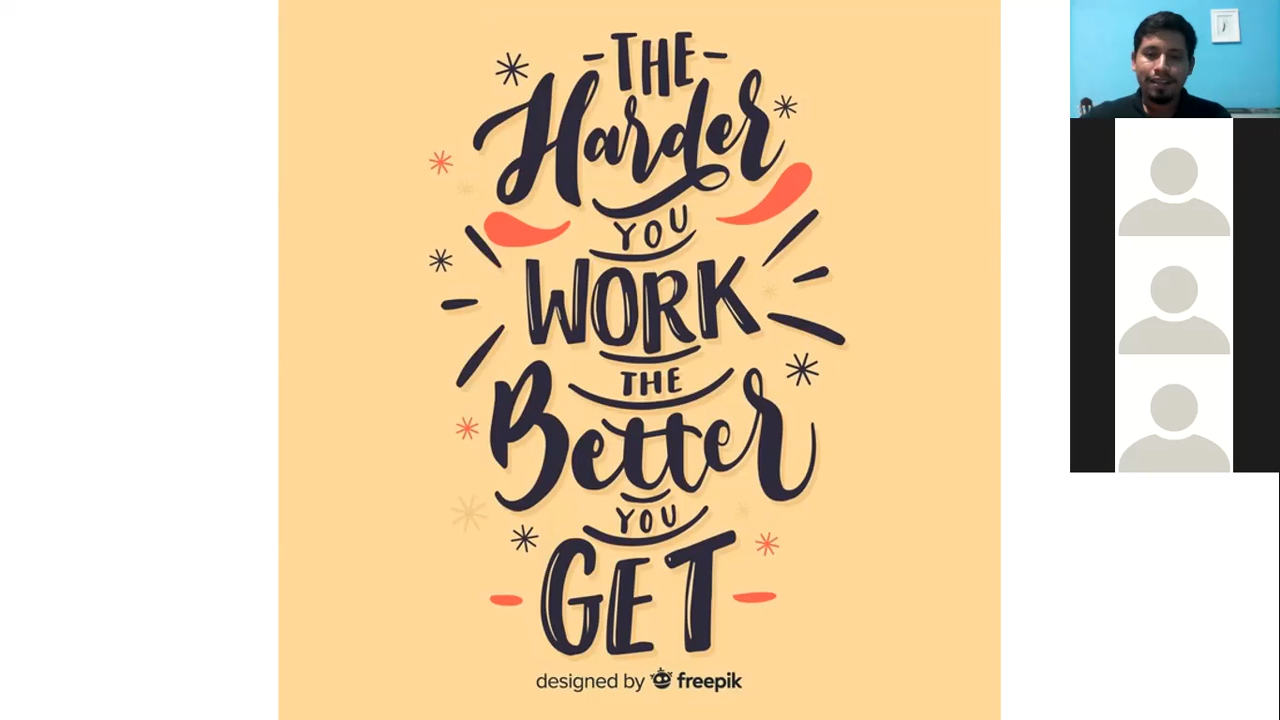 THE
Harder
YOU
WORK
THE
Better
YOU
GET
designed by freepik